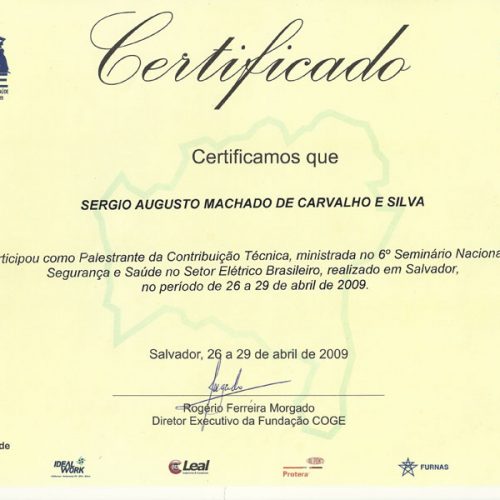 Certificado
Certificamos que
SERGIO AUGUSTO MACHADO DE CARVALHO E SILVA
rticipou como Palestrante da Contribuição Técnica, ministrada no 6º Seminário Naciona
Segurança e Saúde no Setor Elétrico Brasileiro, realizado em Salvador,
no período de 26 a 29 de abril de 2009.
Salvador, 26 a 29 de abril de 2009
Rogério Ferreira Morgado
Diretor Executivo da Fundação COGE
de
IDEAL WORK
Leal
Protera
FURNAS